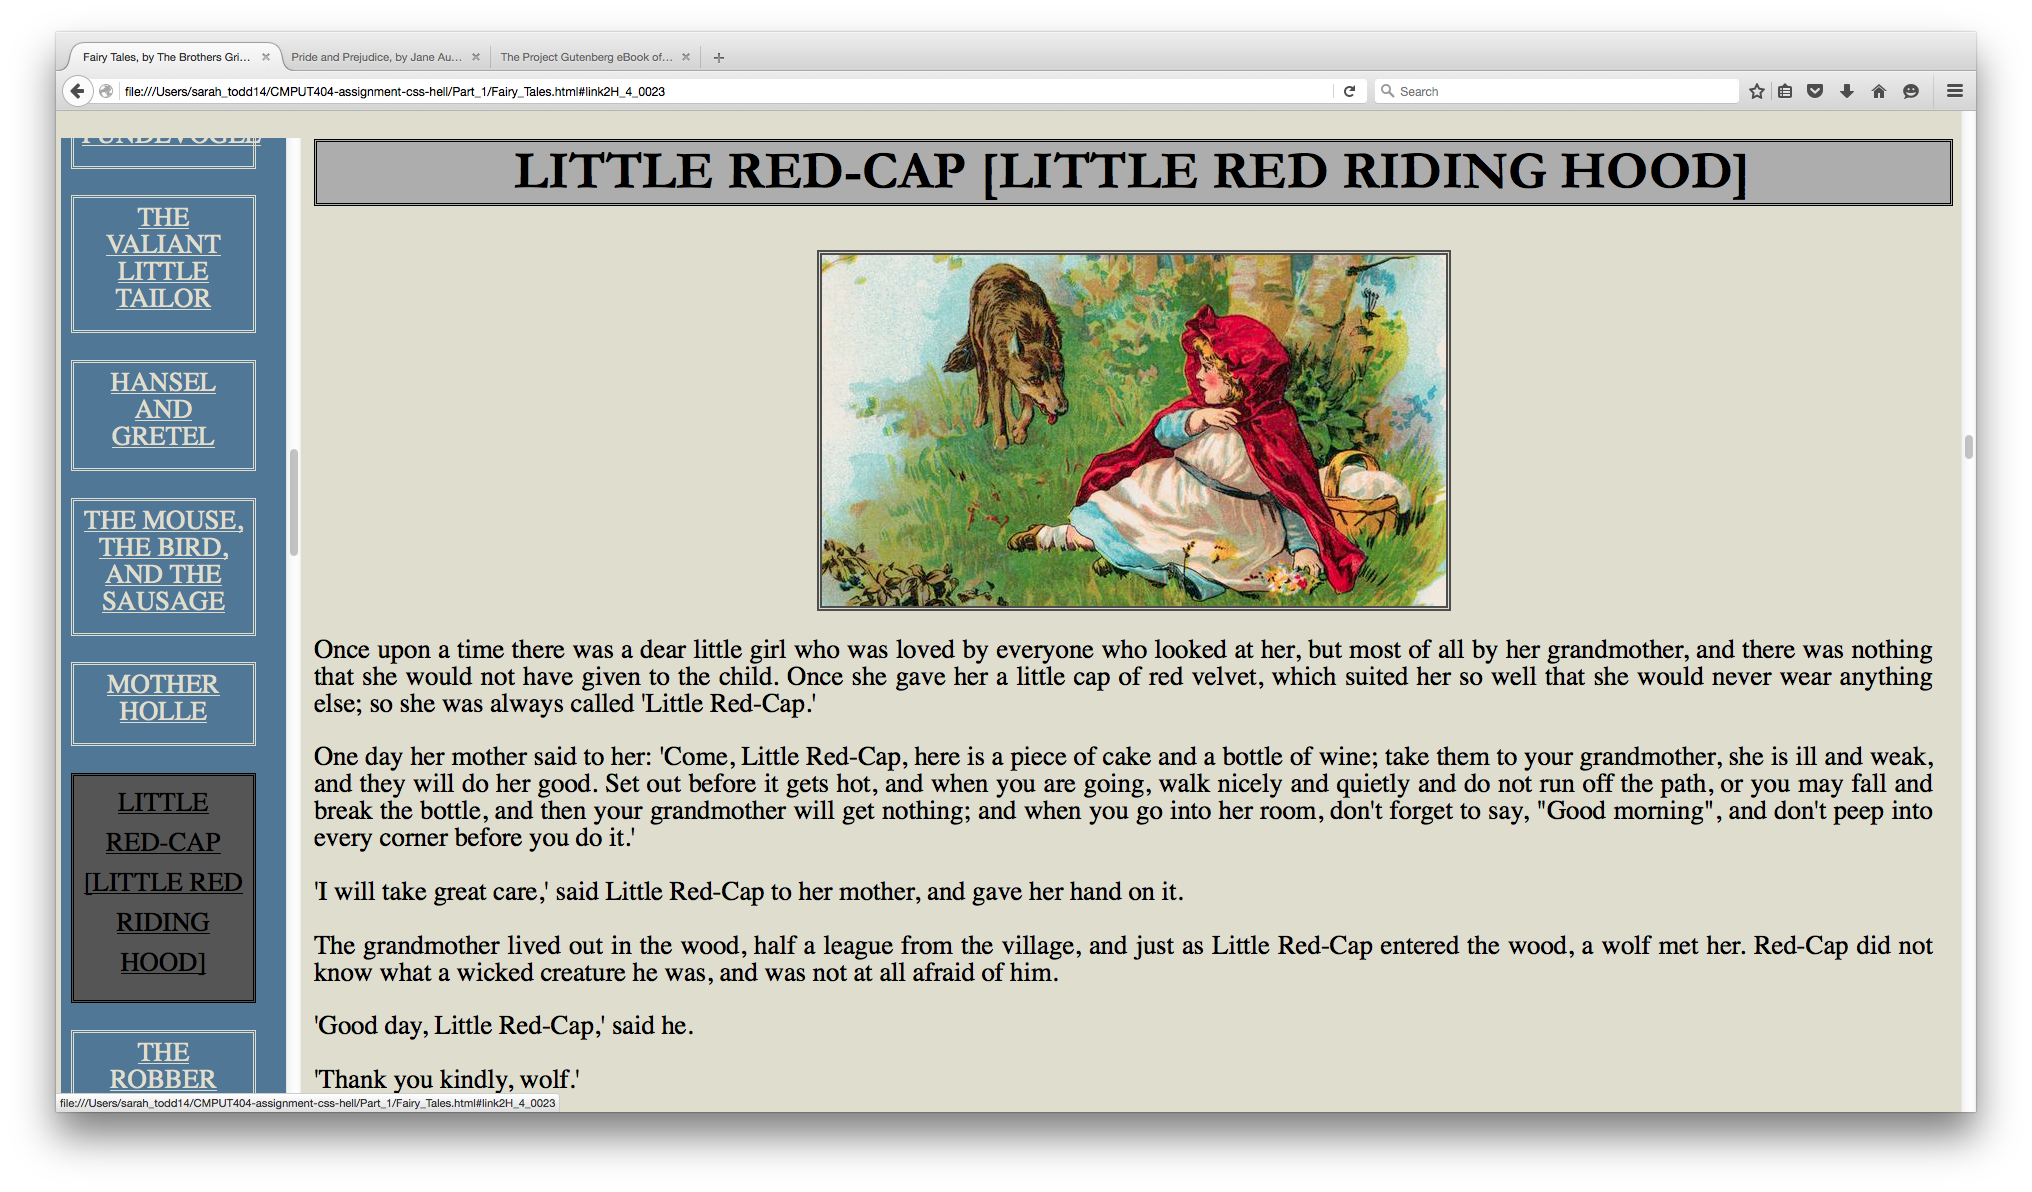 Fairy Tales, by The Brothers Gri...
Pride and Prejudice, by Jane Au...
The Project Gutenberg eBook of...
file:///Users/sarah_todd14/CMPUT404-assignment-css-hell/Part_1/Fairy_Tales.html#link2H_4_0023
Search
FUNDEVOGEL
THE
VALIANT
LITTLE
TAILOR
HANSEL
AND
GRETEL
THE MOUSE,
THE BIRD,
AND THE
SAUSAGE
MOTHER
HOLLE
LITTLE
RED-CAP
[LITTLE RED
RIDING
HOOD]
THE
ROBBER
LITTLE RED-CAP [LITTLE RED RIDING HOOD]
Once upon a time there was a dear little girl who was loved by everyone who looked at her, but most of all by her grandmother, and there was nothing
that she would not have given to the child. Once she gave her a little cap of red velvet, which suited her so well that she would never wear anything
else; so she was always called 'Little Red-Cap.'
One day her mother said to her: 'Come, Little Red-Cap, here is a piece of cake and a bottle of wine; take them to your grandmother, she is ill and weak,
and they will do her good. Set out before it gets hot, and when you are going, walk nicely and quietly and do not run off the path, or you may fall and
break the bottle, and then your grandmother will get nothing; and when you go into her room, don't forget to say, "Good morning", and don't peep into
every corner before you do it.'
'I will take great care,' said Little Red-Cap to her mother, and gave her hand on it.
The grandmother lived out in the wood, half a league from the village, and just as Little Red-Cap entered the wood, a wolf met her. Red-Cap did not
know what a wicked creature he was, and was not at all afraid of him.
'Good day, Little Red-Cap,' said he.
'Thank you kindly, wolf.'
file:///Users/sarah_todd14/CMPUT404-assignment-css-hell/Part_1/Fairy_Tales.html#link2H_4_0023